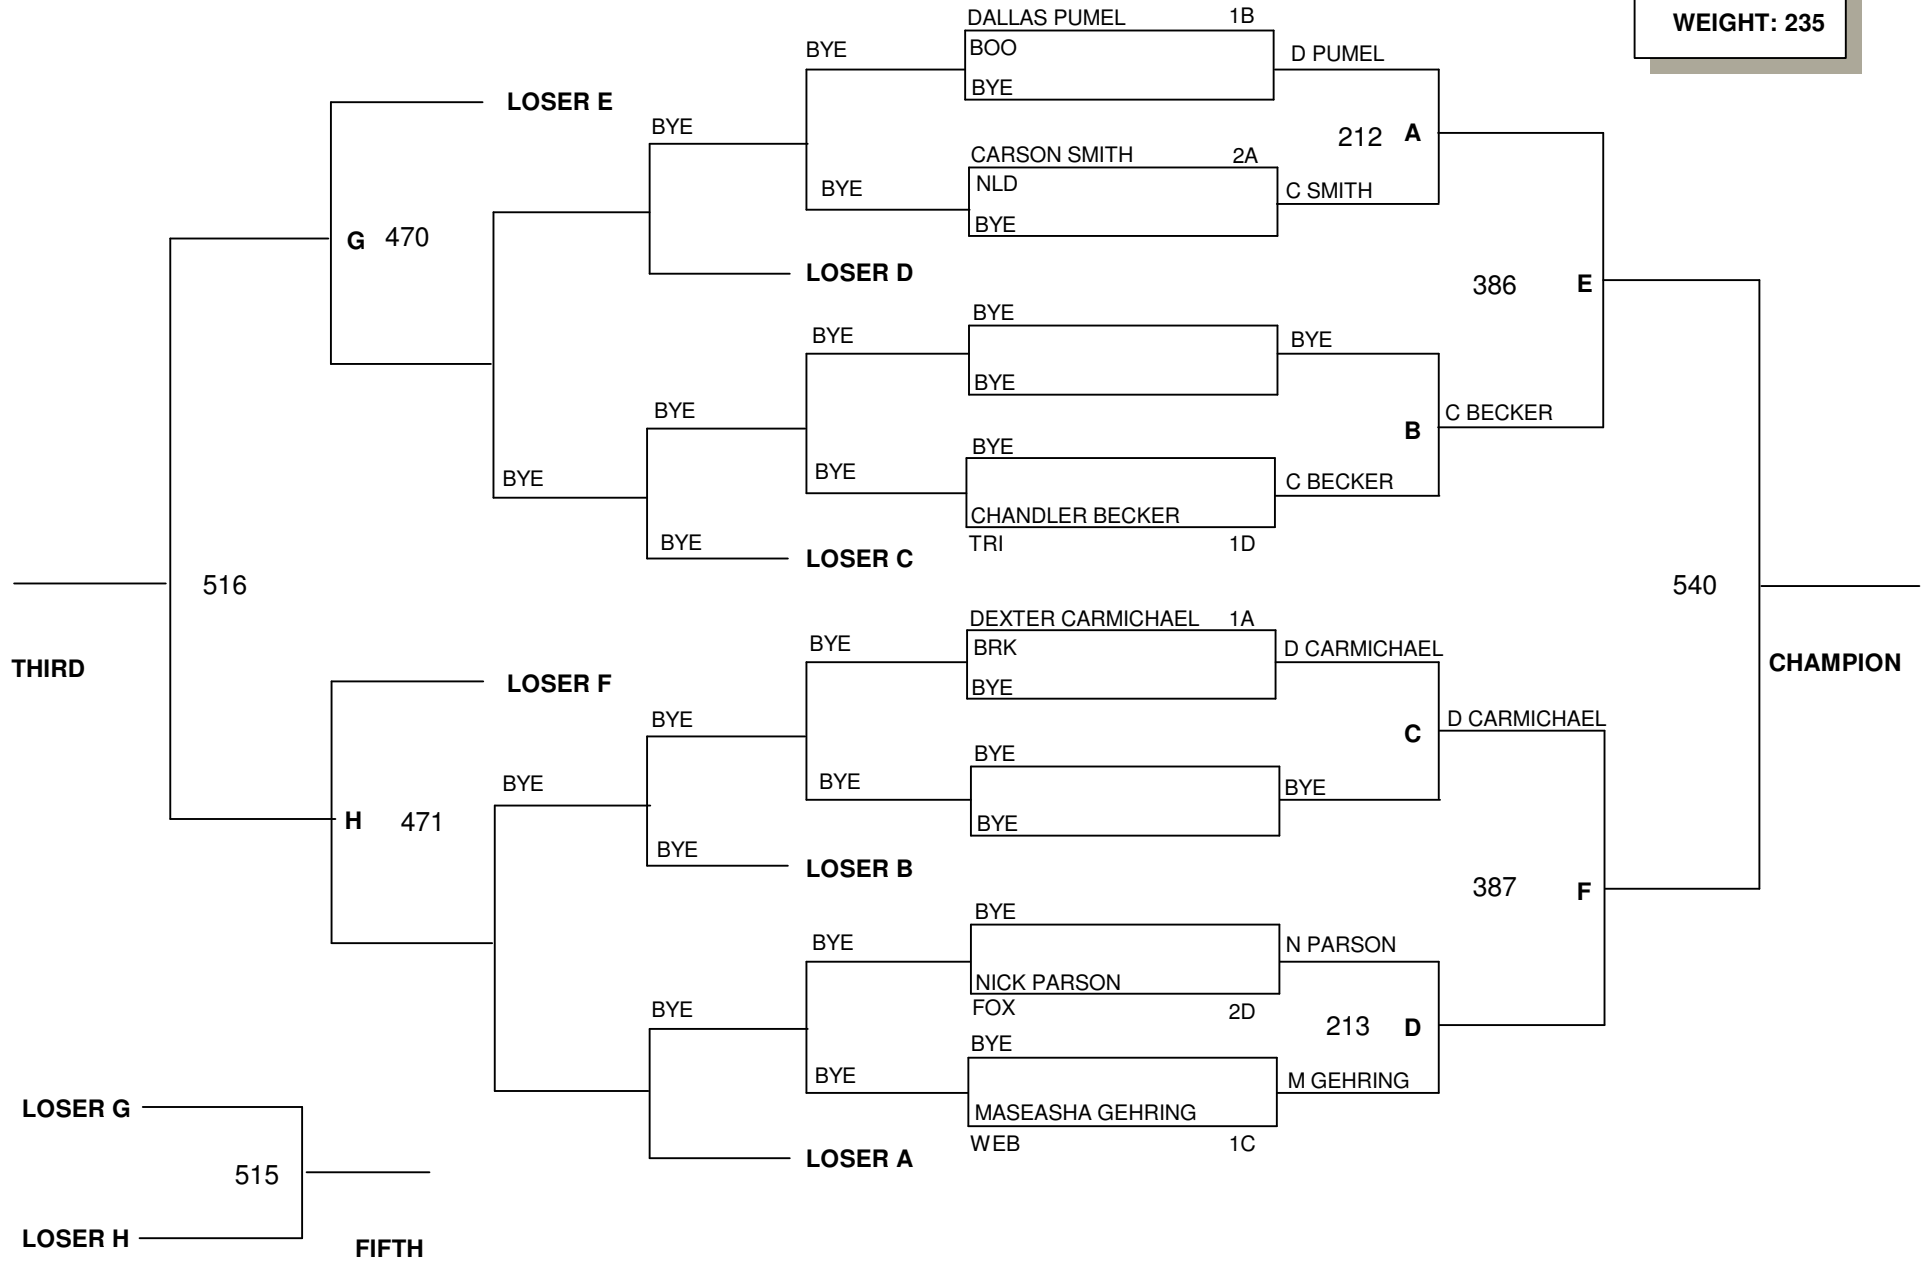 WEIGHT: 235
DALLAS PUMEL 1B
BOO
BYE
D PUMEL
BYE
LOSER E
BYE
212 A
CARSON SMITH 2A
NLD
BYE
C SMITH
BYE
G 470
LOSER D
386 E
BYE
BYE
BYE
BYE
BYE
C BECKER
B
BYE
BYE
BYE
C BECKER
CHANDLER BECKER
TRI 1D
BYE
LOSER C
516
540
THIRD
CHAMPION
DEXTER CARMICHAEL 1A
BRK
BYE
D CARMICHAEL
BYE
LOSER F
BYE
D CARMICHAEL
C
BYE
BYE
BYE
BYE
BYE
H 471
BYE
LOSER B
387 F
BYE
BYE
N PARSON
NICK PARSON
FOX 2D
BYE
213 D
BYE
BYE
M GEHRING
MASEASHA GEHRING
WEB 1C
LOSER A
LOSER G
515
LOSER H
FIFTH